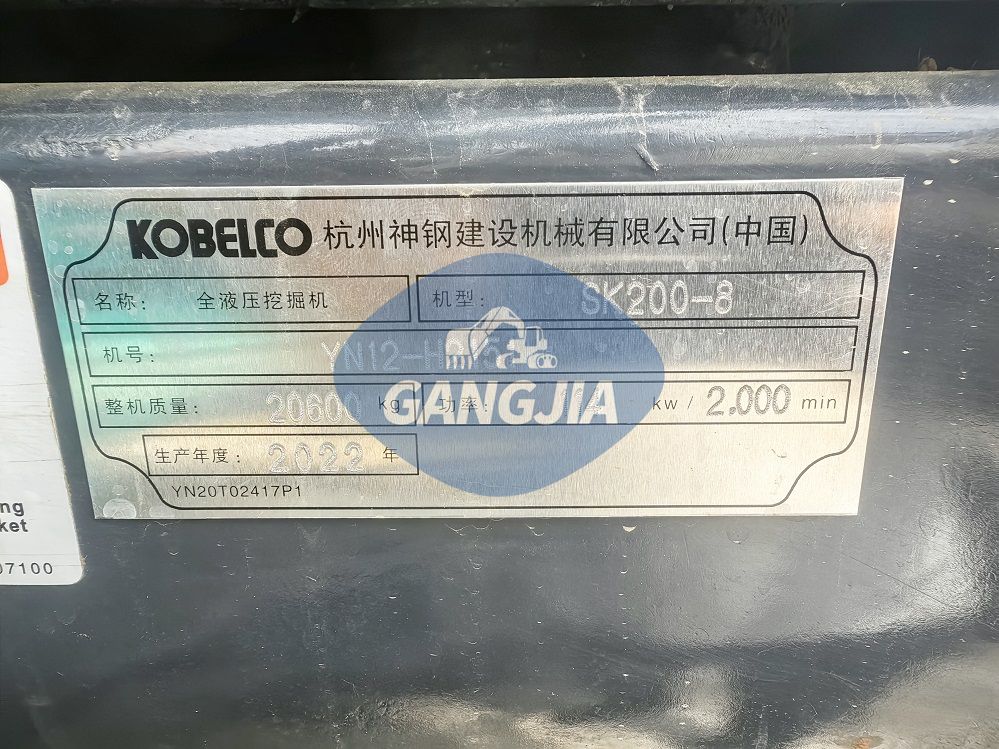 KOBELCO 杭州神钢建设机械有限公司(中国)
名称: 全液压挖掘机 机型: SK200-8
机号:
整机质量: 20600 kg 功率: kw / 2,000 min
生产年度: 2022 年
YN20T02417P1
GANGJIA
ng
ket
07100